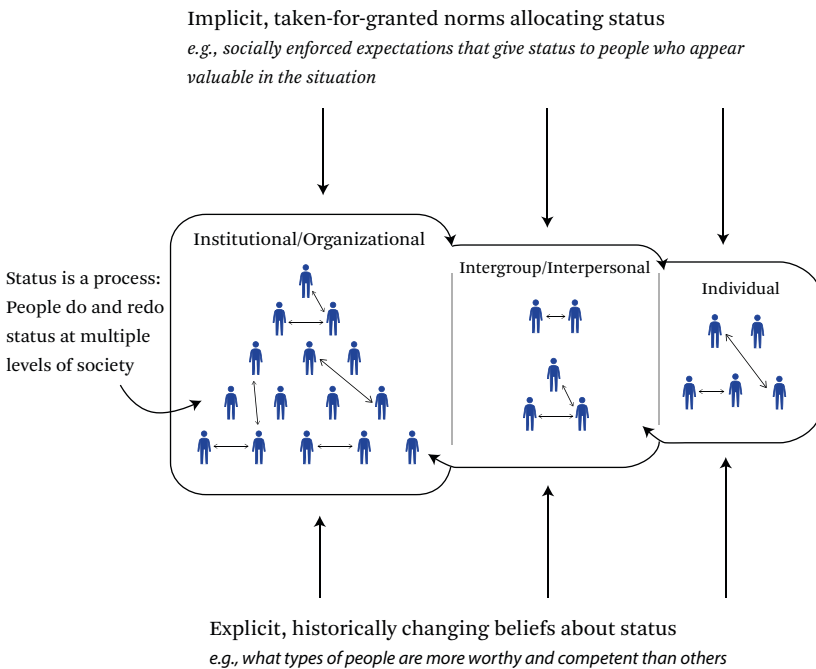 Implicit, taken-for-granted norms allocating status
e.g., socially enforced expectations that give status to people who appear
valuable in the situation
Institutional/Organizational
Intergroup/Interpersonal
Individual
Status is a process:
People do and redo
status at multiple
levels of society
Explicit, historically changing beliefs about status
e.g., what types of people are more worthy and competent than others